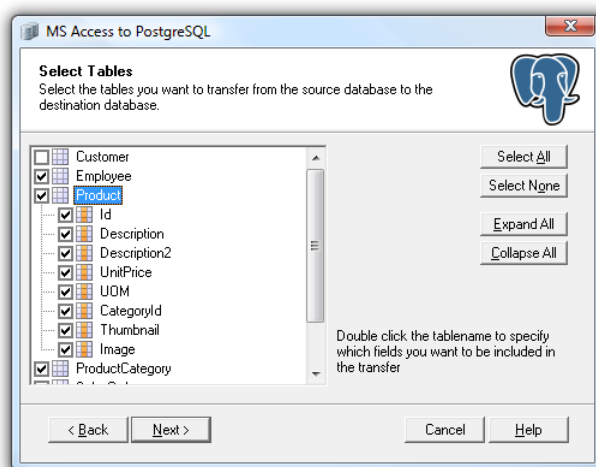 MS Access to PostgreSQL
Select Tables
Select the tables you want to transfer from the source database to the
destination database.
Customer
Employee
Product
Id
Description
Description2
UnitPrice
UOM
CategoryId
Thumbnail
Image
ProductCategory
Select All
Select None
Expand All
Collapse All
Double click the tablename to specify
which fields you want to be included in
the transfer
< Back
Next >
Cancel
Help